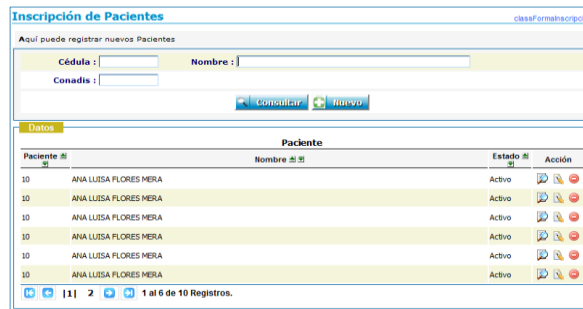 Inscripción de Pacientes
classFormaInscripc
Aquí puede registrar nuevos Pacientes
Cédula : Nombre :
Conadis :
Consultar Nuevo
Datos
Paciente
Paciente Nombre Estado Acción
10 ANA LUISA FLORES MERA Activo
10 ANA LUISA FLORES MERA Activo
10 ANA LUISA FLORES MERA Activo
10 ANA LUISA FLORES MERA Activo
10 ANA LUISA FLORES MERA Activo
10 ANA LUISA FLORES MERA Activo
|1| 2 1 al 6 de 10 Registros.